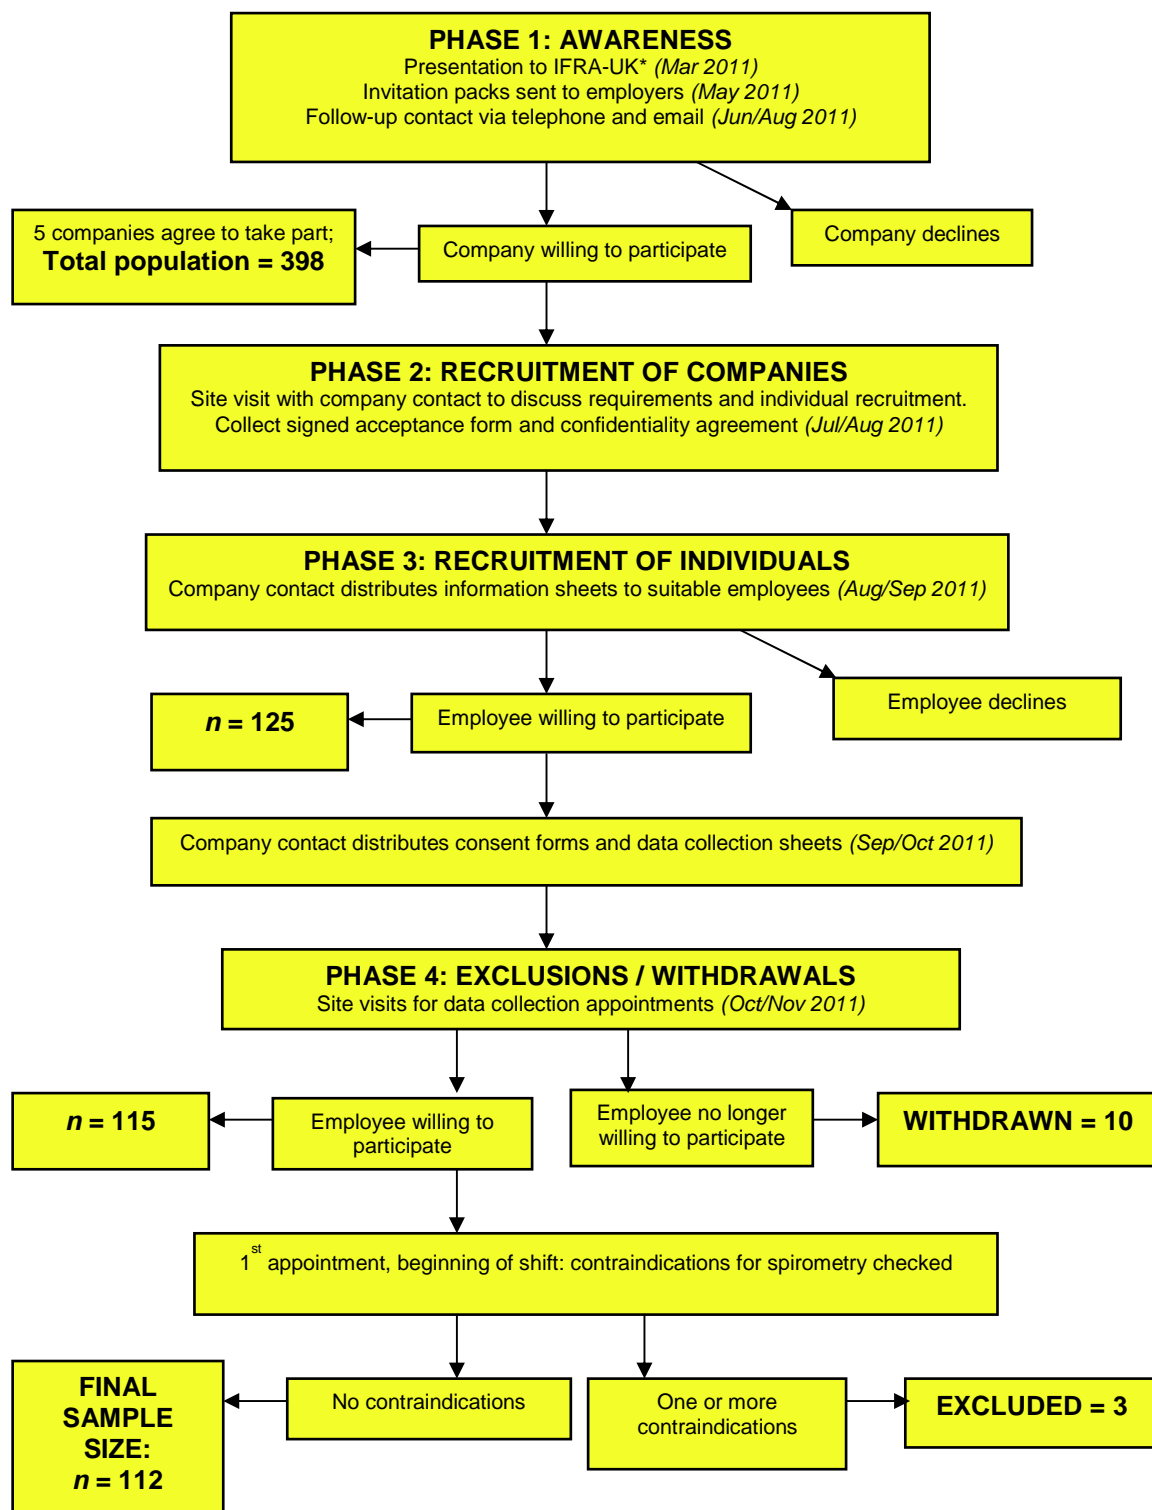 PHASE 1: AWARENESS
Presentation to IFRA-UK* (Mar 2011)
Invitation packs sent to employers (May 2011)
Follow-up contact via telephone and email (Jun/Aug 2011)
5 companies agree to take part;
Total population = 398
Company willing to participate
Company declines
PHASE 2: RECRUITMENT OF COMPANIES
Site visit with company contact to discuss requirements and individual recruitment.
Collect signed acceptance form and confidentiality agreement (Jul/Aug 2011)
PHASE 3: RECRUITMENT OF INDIVIDUALS
Company contact distributes information sheets to suitable employees (Aug/Sep 2011)
n = 125
Employee willing to participate
Employee declines
Company contact distributes consent forms and data collection sheets (Sep/Oct 2011)
PHASE 4: EXCLUSIONS / WITHDRAWALS
Site visits for data collection appointments (Oct/Nov 2011)
n = 115
Employee willing to
participate
Employee no longer
willing to participate
WITHDRAWN = 10
1st appointment, beginning of shift: contraindications for spirometry checked
FINAL
SAMPLE
SIZE:
n = 112
No contraindications
One or more
contraindications
EXCLUDED = 3